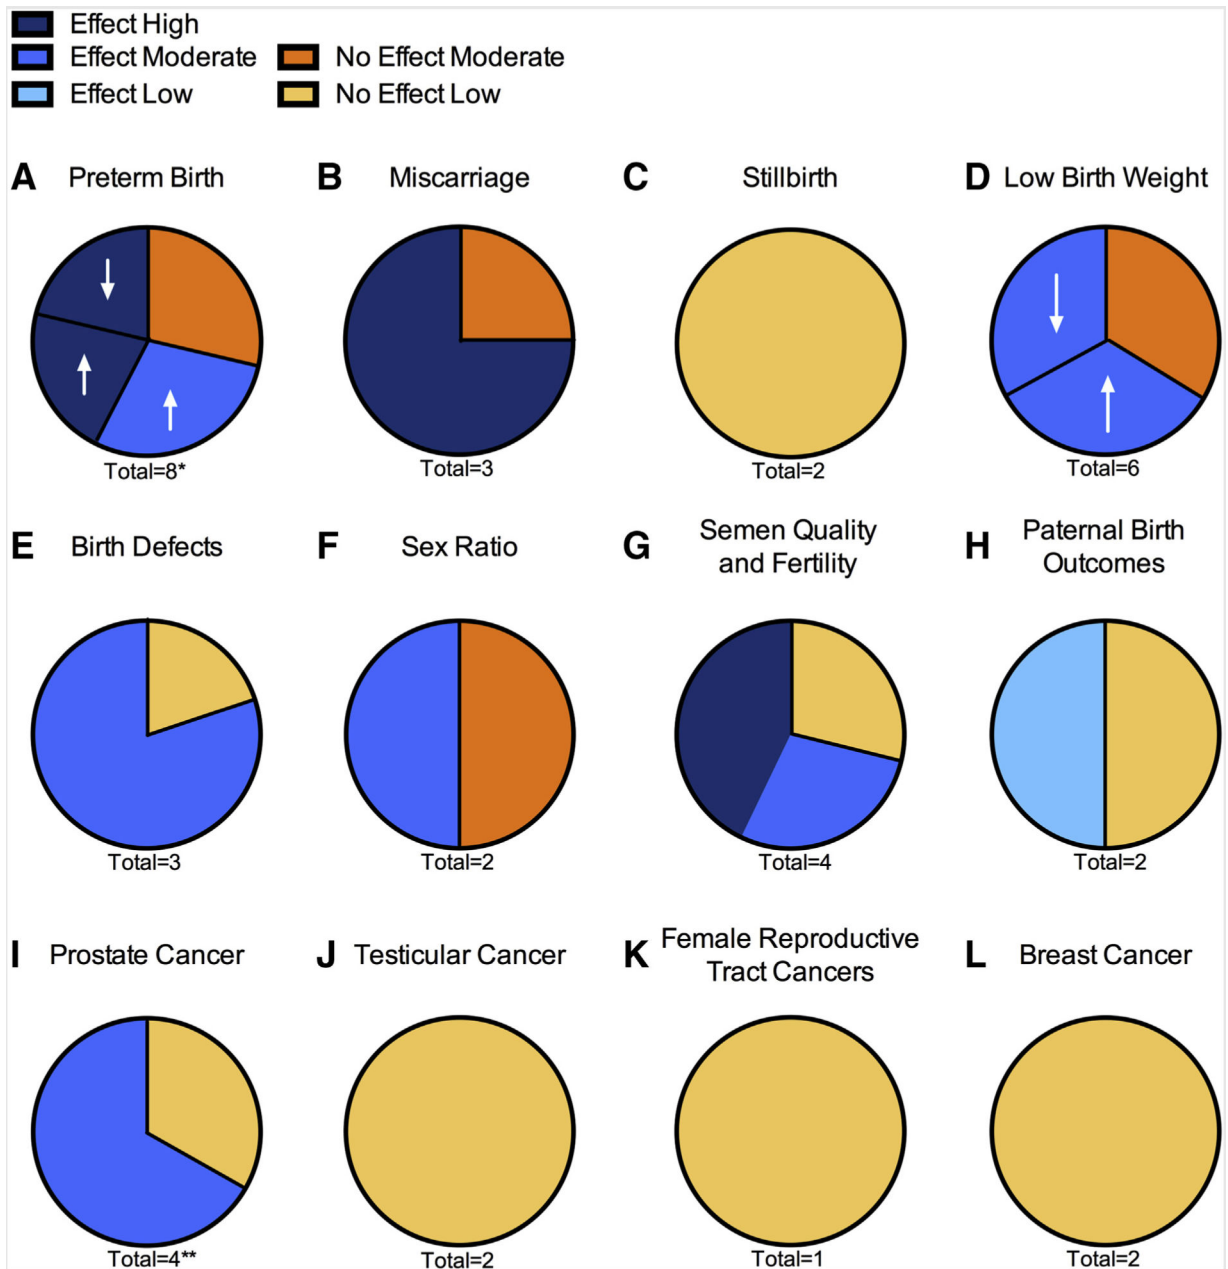 Effect High
Effect Moderate
No Effect Moderate
Effect Low
No Effect Low
A Preterm Birth
B Miscarriage
C Stillbirth
D Low Birth Weight
Total=8*
Total=3
Total=2
Total=6
E Birth Defects
F Sex Ratio
G Semen Quality
and Fertility
H Paternal Birth
Outcomes
Total=3
Total=2
Total=4
Total=2
I Prostate Cancer
J Testicular Cancer
K Female Reproductive
Tract Cancers
L Breast Cancer
Total=4**
Total=2
Total=1
Total=2